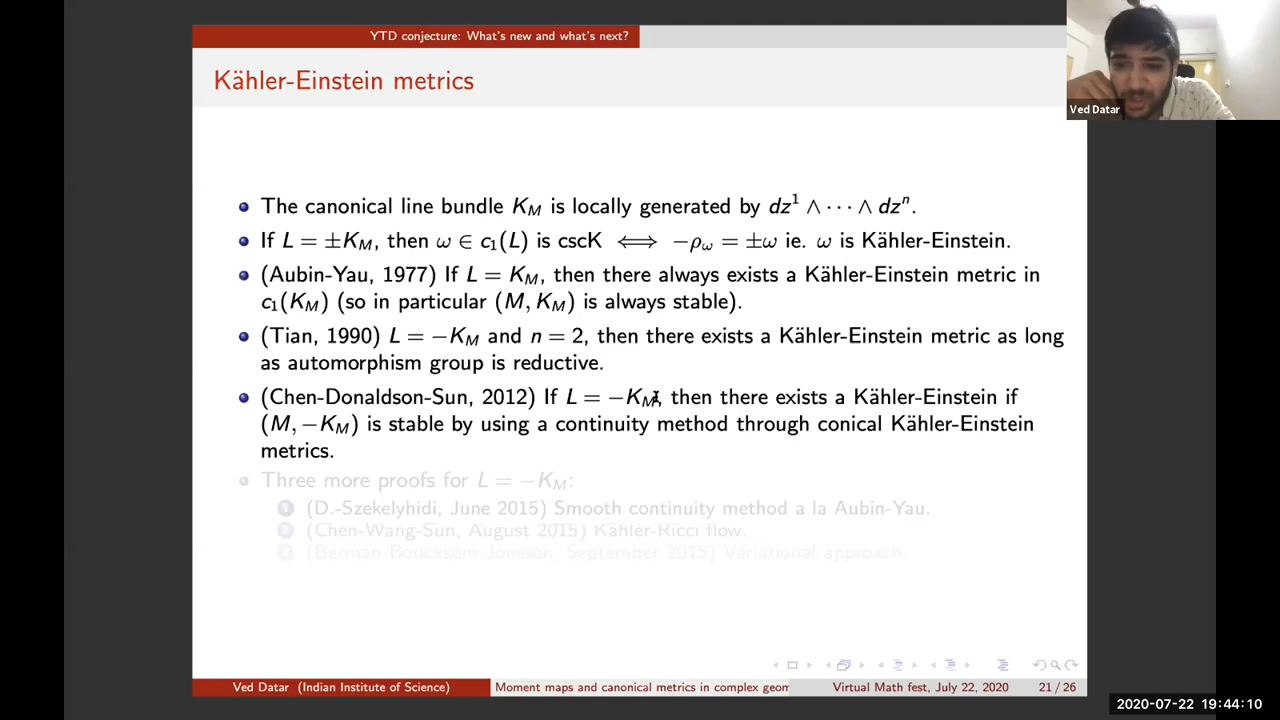 YTD conjecture: What's new and what's next?
Kähler-Einstein metrics
Ved Datar
The canonical line bundle K_M is locally generated by dz^1 ∧ ··· ∧ dz^n.
If L = ±K_M, then ω ∈ c_1(L) is cscK ⟺ −ρ_ω = ±ω ie. ω is Kähler-Einstein.
(Aubin-Yau, 1977) If L = K_M, then there always exists a Kähler-Einstein metric in
c_1(K_M) (so in particular (M, K_M) is always stable).
(Tian, 1990) L = −K_M and n = 2, then there exists a Kähler-Einstein metric as long
as automorphism group is reductive.
(Chen-Donaldson-Sun, 2012) If L = −K_M, then there exists a Kähler-Einstein if
(M, −K_M) is stable by using a continuity method through conical Kähler-Einstein
metrics.
Three more proofs for L = −K_M:
1 (D.-Szekelyhidi, June 2015) Smooth continuity method a la Aubin-Yau.
2 (Chen-Wang-Sun, August 2015) Kähler-Ricci flow.
3 (Berman-Boucksom-Jonsson, September 2015) Variational approach.
Ved Datar (Indian Institute of Science) Moment maps and canonical metrics in complex geom Virtual Math fest, July 22, 2020 21 / 26
2020-07-22 19:44:10